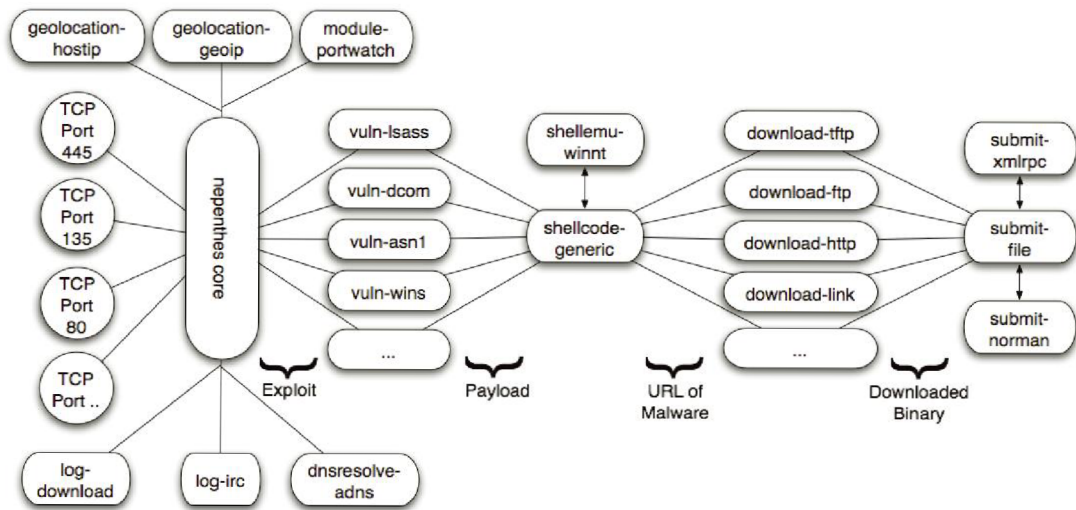 geolocation-
hostip
geolocation-
geoip
module-
portwatch
TCP
Port
445
TCP
Port
135
TCP
Port
80
TCP
Port ..
nepenthes core
vuln-lsass
vuln-dcom
vuln-asn1
vuln-wins
...
shellemu-
winnt
shellcode-
generic
download-tftp
download-ftp
download-http
download-link
...
submit-
xmlrpc
submit-
file
submit-
norman
Exploit
Payload
URL of
Malware
Downloaded
Binary
log-
download
log-irc
dnsresolve-
adns